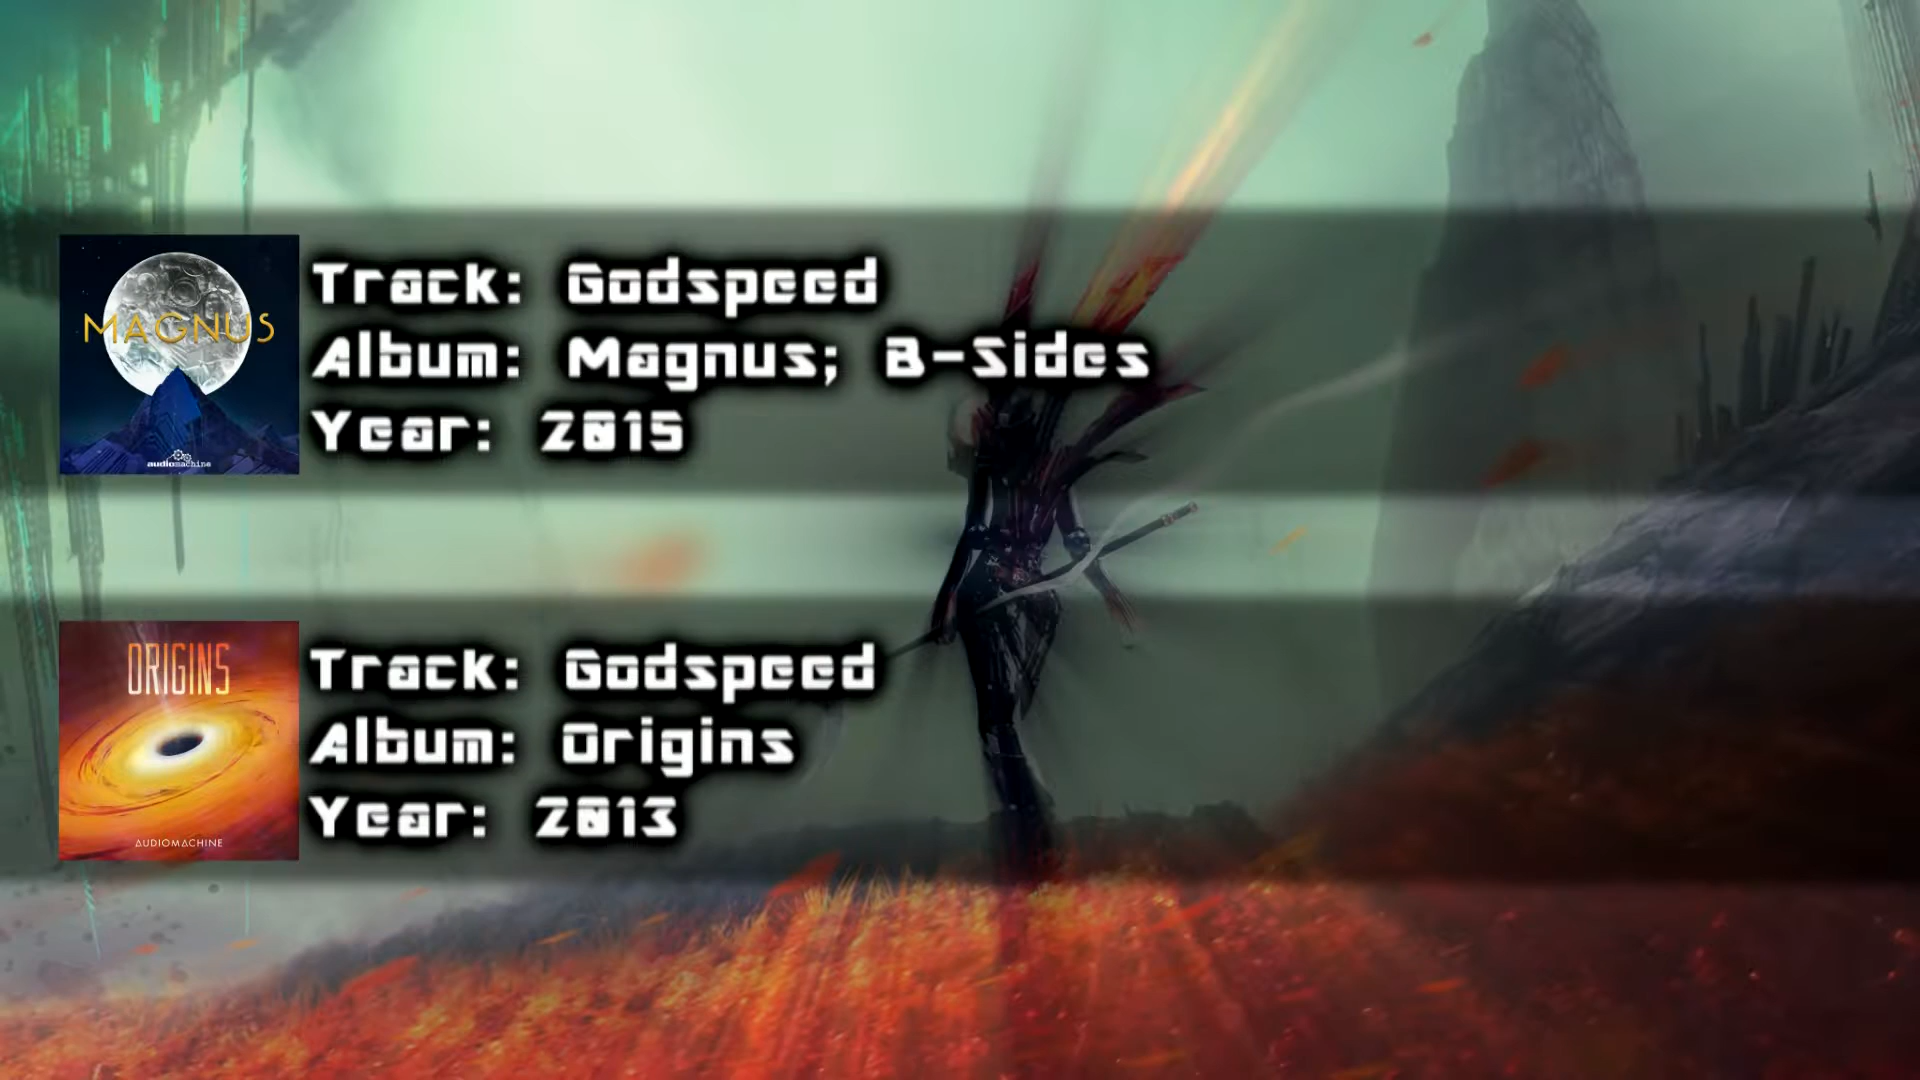 MAGNUS
audiomachine
Track: Godspeed
Album: Magnus; B-Sides
Year: 2015
ORIGINS
AUDIOMACHINE
Track: Godspeed
Album: Origins
Year: 2013